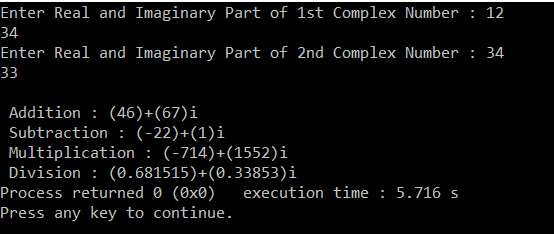 Enter Real and Imaginary Part of 1st Complex Number : 12
34
Enter Real and Imaginary Part of 2nd Complex Number : 34
33
Addition : (46)+(67)i
Subtraction : (-22)+(1)i
Multiplication : (-714)+(1552)i
Division : (0.681515)+(0.33853)i
Process returned 0 (0x0)   execution time : 5.716 s
Press any key to continue.